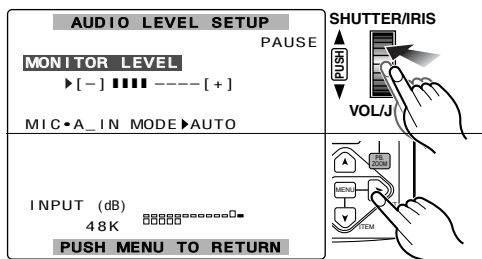 AUDIO LEVEL SETUP
PAUSE
MONITOR LEVEL
[–] ––––[+]
MIC•A_IN MODE AUTO
INPUT (dB)
48K
PUSH MENU TO RETURN
SHUTTER/IRIS
PUSH
VOL/J
PB.
ZOOM
MENU
ITEM